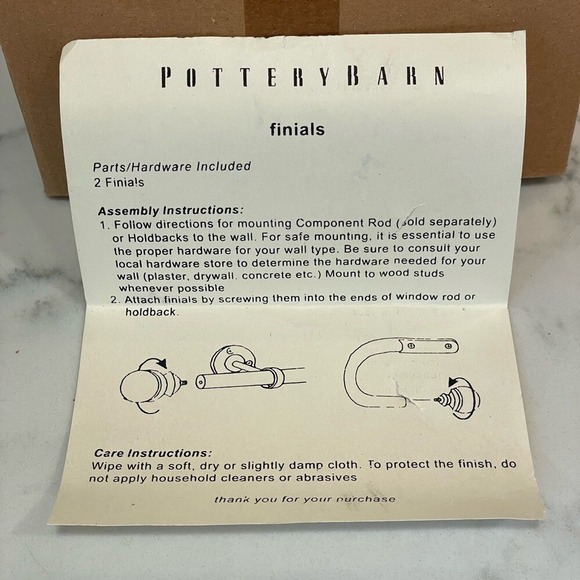 POTTERYBARN
finials
Parts/Hardware Included
2 Finials
Assembly Instructions:
1. Follow directions for mounting Component Rod (sold separately)
or Holdbacks to the wall. For safe mounting, it is essential to use
the proper hardware for your wall type. Be sure to consult your
local hardware store to determine the hardware needed for your
wall (plaster, drywall. concrete etc.) Mount to wood studs
whenever possible
2. Attach finials by screwing them into the ends of window rod or
holdback.
Care Instructions:
Wipe with a soft, dry or slightly damp cloth. To protect the finish, do
not apply household cleaners or abrasives
thank you for your purchase